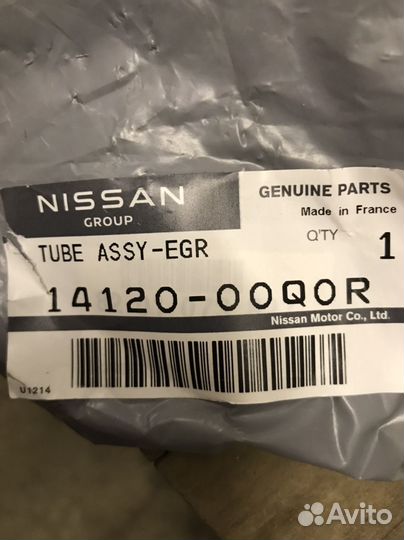 NISSAN
GROUP
GENUINE PARTS
Made in France
TUBE ASSY-EGR
Q'TY 1
14120-00Q0R
Nissan Motor Co., Ltd.
U1214
Avito